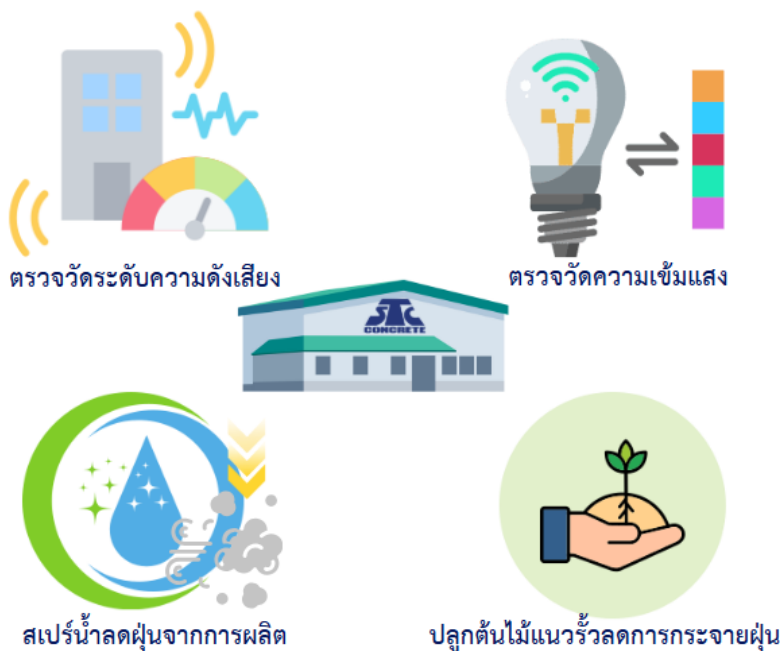 ตรวจวัดระดับความดังเสียง
ตรวจวัดความเข้มแสง
STC
CONCRETE
สเปร์น้ำลดฝุ่นจากการผลิต
ปลูกต้นไม้แนวรั้วลดการกระจายฝุ่น